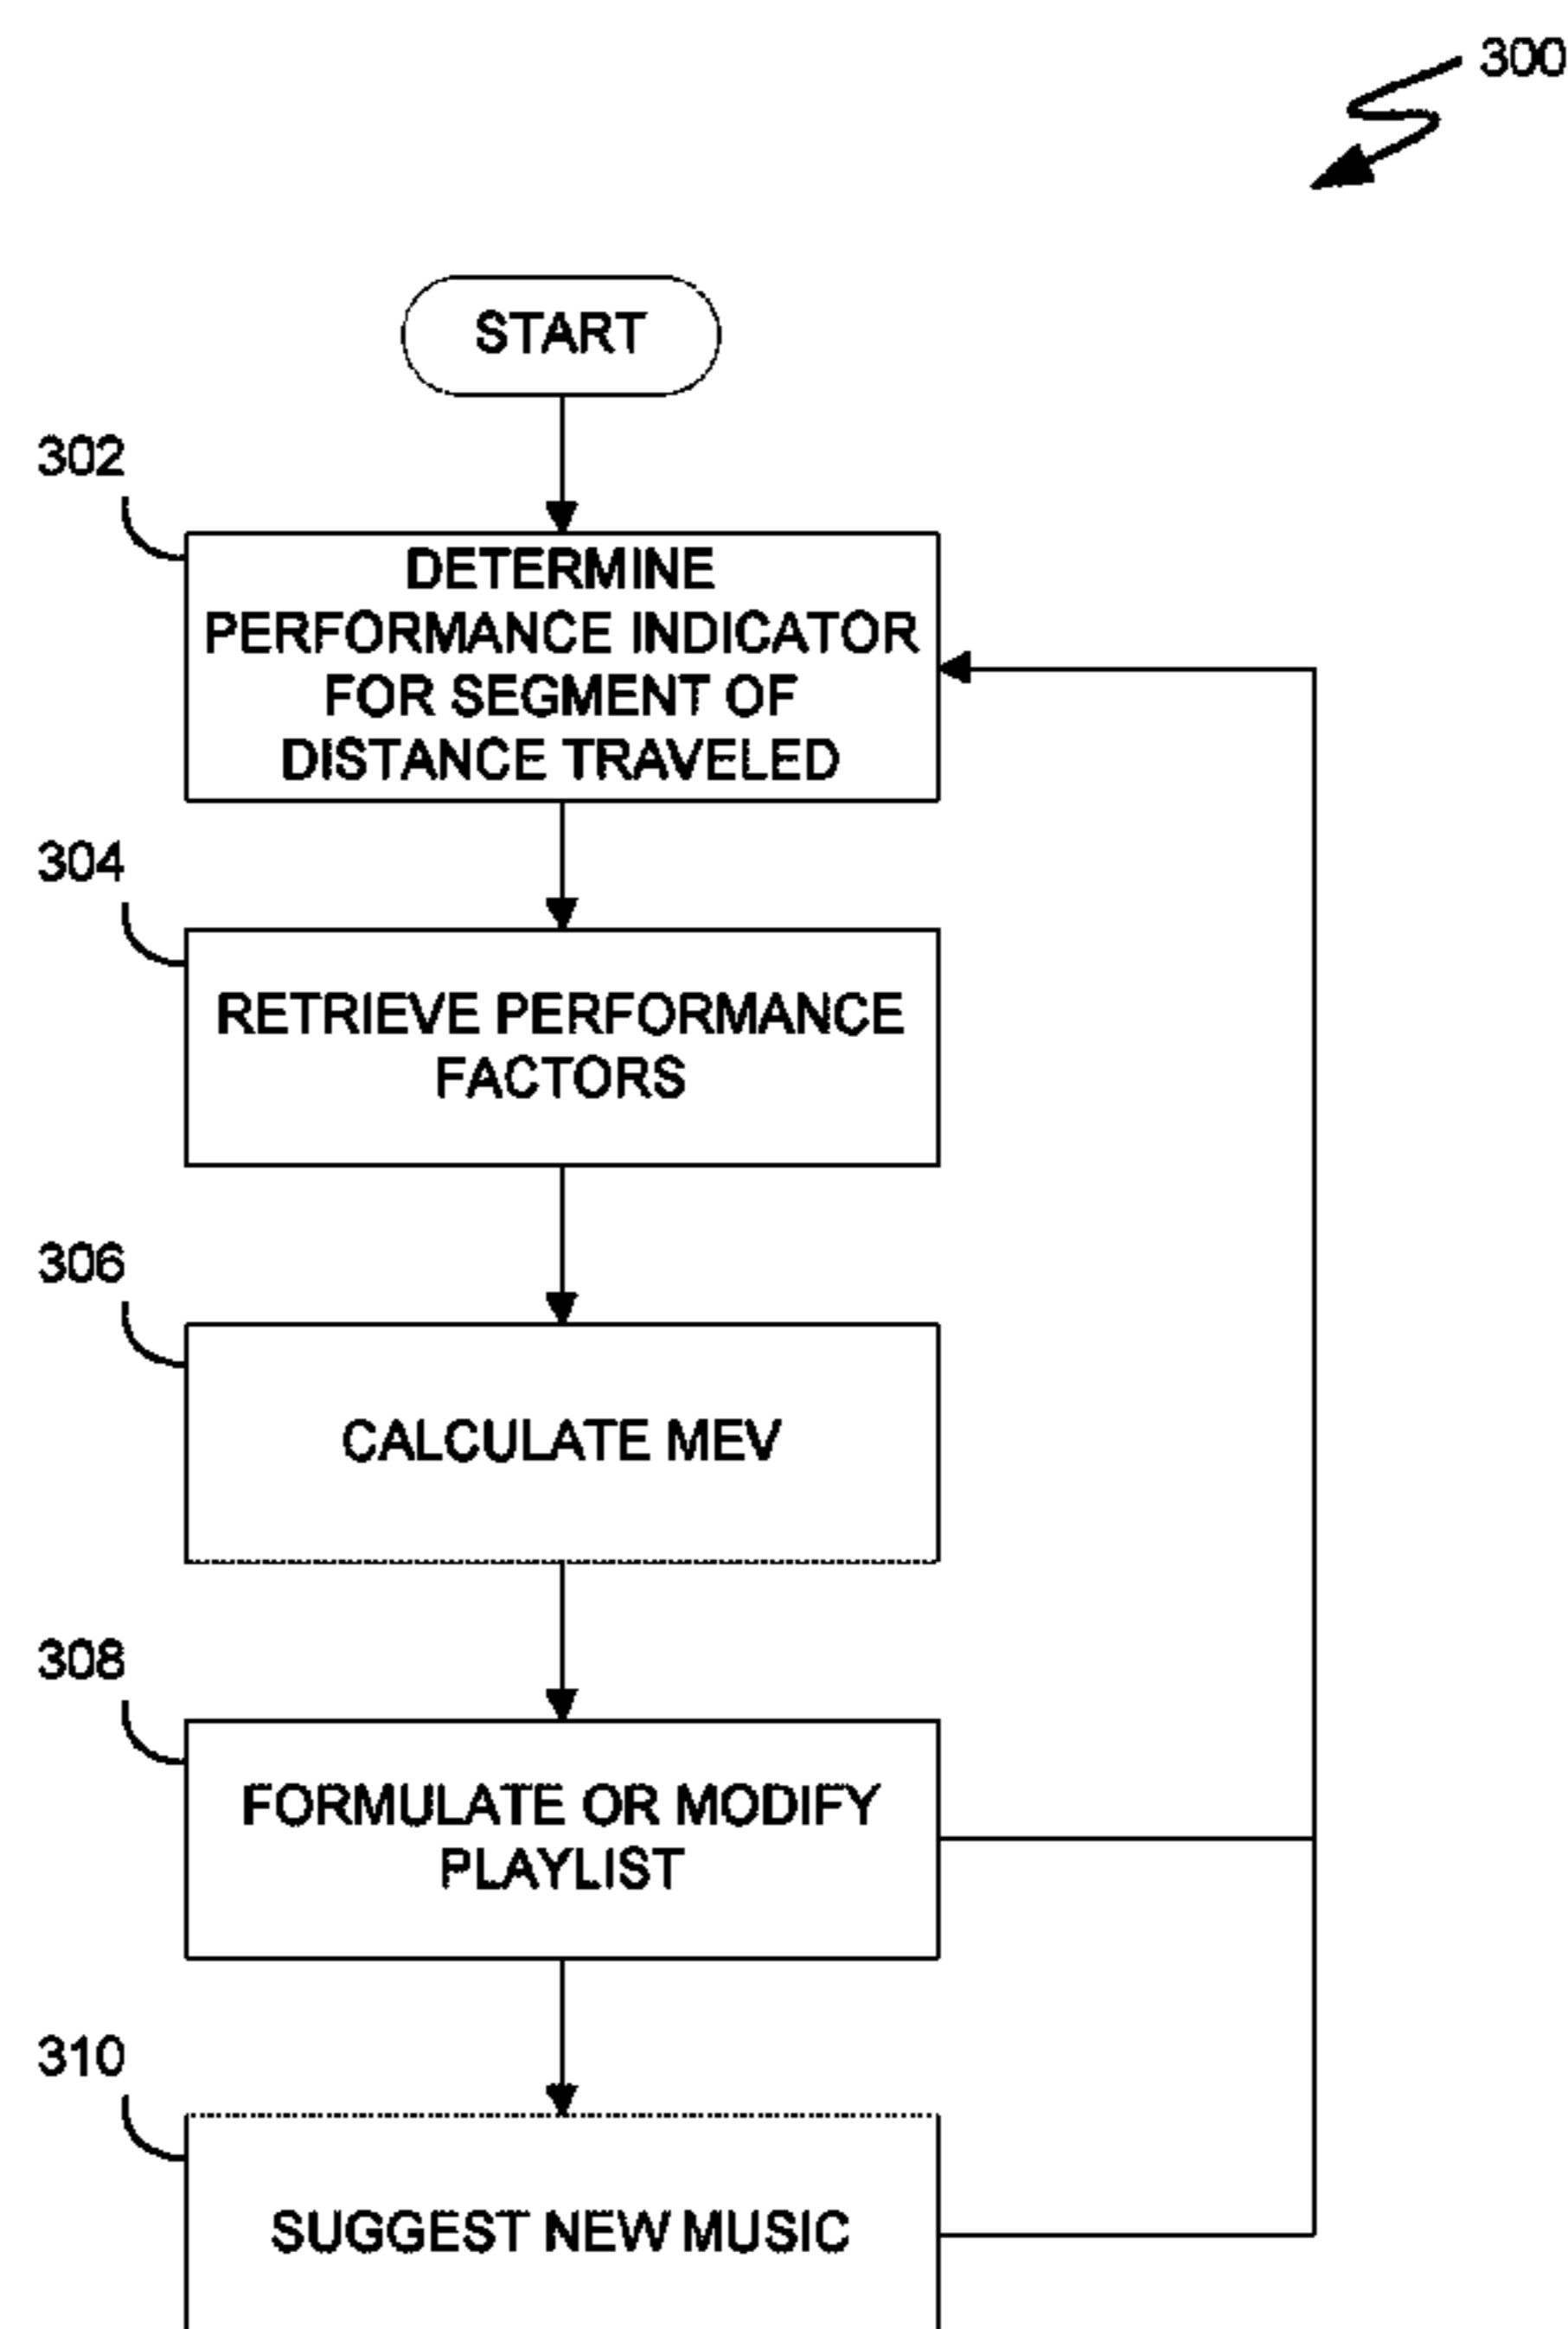 300
START
302
DETERMINE
PERFORMANCE INDICATOR
FOR SEGMENT OF
DISTANCE TRAVELED
304
RETRIEVE PERFORMANCE
FACTORS
306
CALCULATE MEV
308
FORMULATE OR MODIFY
PLAYLIST
310
SUGGEST NEW MUSIC